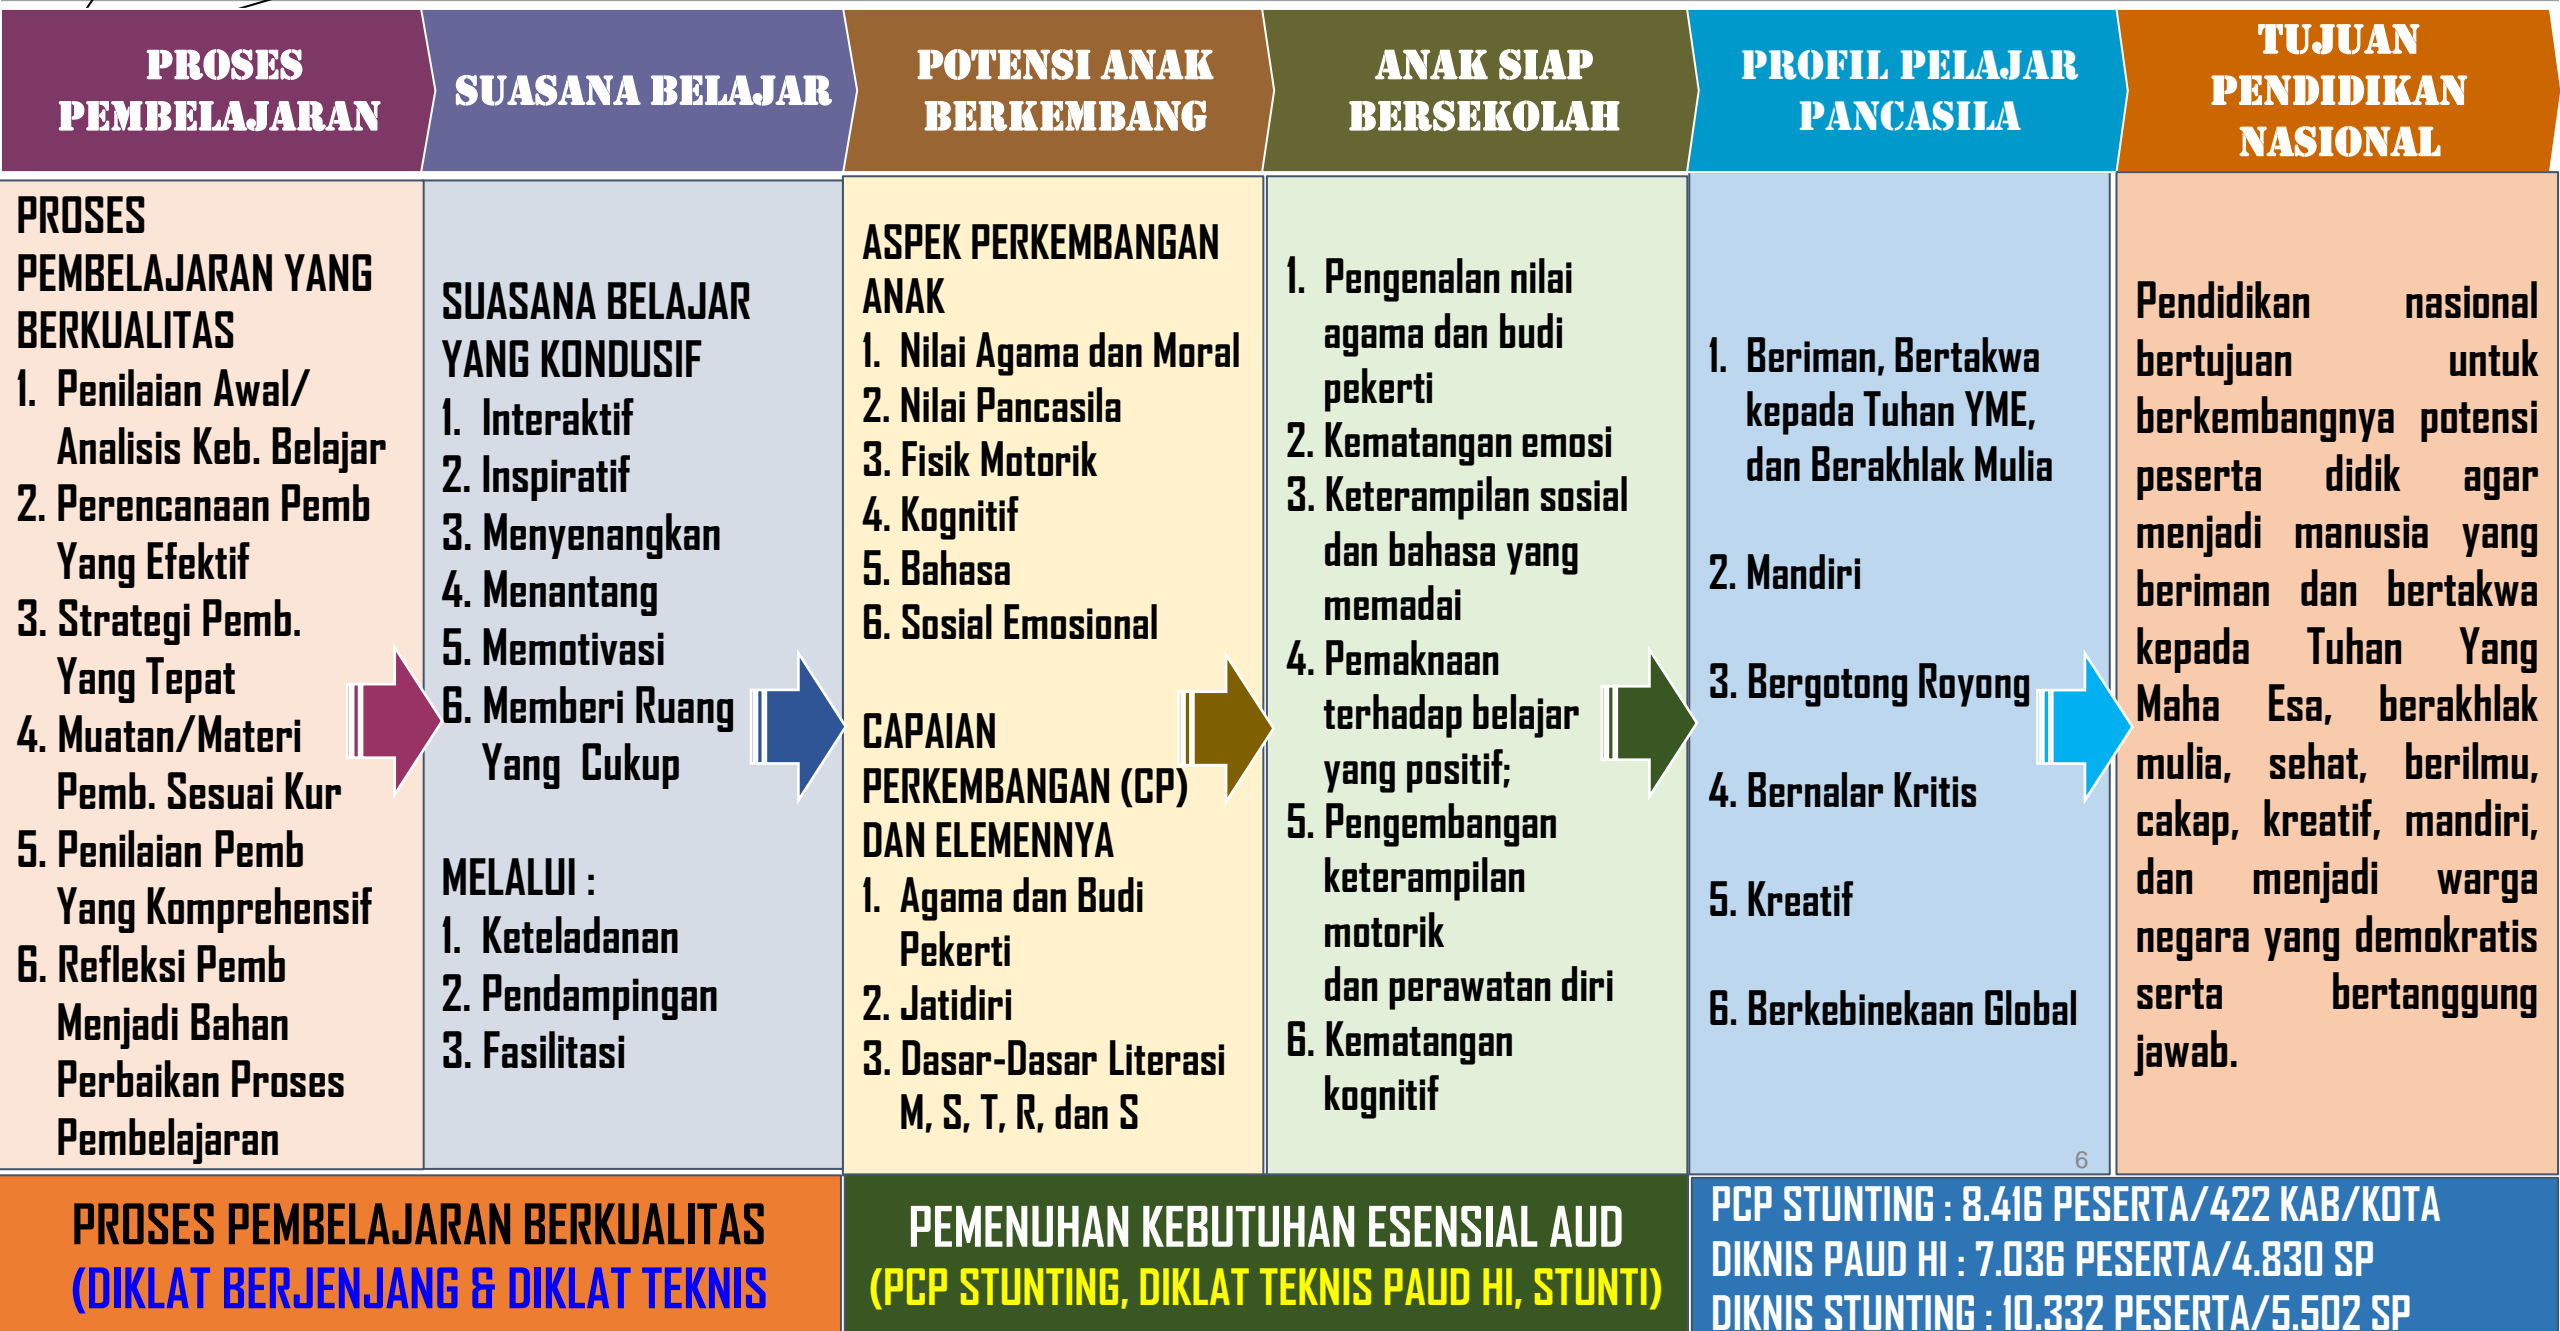 PROSES
PEMBELAJARAN
SUASANA BELAJAR
POTENSI ANAK
BERKEMBANG
ANAK SIAP
BERSEKOLAH
PROFIL PELAJAR
PANCASILA
TUJUAN
PENDIDIKAN
NASIONAL
PROSES
PEMBELAJARAN YANG
BERKUALITAS
1. Penilaian Awal/
Analisis Keb. Belajar
2. Perencanaan Pemb
Yang Efektif
3. Strategi Pemb.
Yang Tepat
4. Muatan/Materi
Pemb. Sesuai Kur
5. Penilaian Pemb
Yang Komprehensif
6. Refleksi Pemb
Menjadi Bahan
Perbaikan Proses
Pembelajaran
SUASANA BELAJAR
YANG KONDUSIF
1. Interaktif
2. Inspiratif
3. Menyenangkan
4. Menantang
5. Memotivasi
6. Memberi Ruang
Yang Cukup
MELALUI :
1. Keteladanan
2. Pendampingan
3. Fasilitasi
ASPEK PERKEMBANGAN
ANAK
1. Nilai Agama dan Moral
2. Nilai Pancasila
3. Fisik Motorik
4. Kognitif
5. Bahasa
6. Sosial Emosional
CAPAIAN
PERKEMBANGAN (CP)
DAN ELEMENNYA
1. Agama dan Budi
Pekerti
2. Jatidiri
3. Dasar-Dasar Literasi
M, S, T, R, dan S
1. Pengenalan nilai
agama dan budi
pekerti
2. Kematangan emosi
3. Keterampilan sosial
dan bahasa yang
memadai
4. Pemaknaan
terhadap belajar
yang positif;
5. Pengembangan
keterampilan
motorik
dan perawatan diri
6. Kematangan
kognitif
1. Beriman, Bertakwa
kepada Tuhan YME,
dan Berakhlak Mulia
2. Mandiri
3. Bergotong Royong
4. Bernalar Kritis
5. Kreatif
6. Berkebinekaan Global
6
Pendidikan nasional
bertujuan untuk
berkembangnya potensi
peserta didik agar
menjadi manusia yang
beriman dan bertakwa
kepada Tuhan Yang
Maha Esa, berakhlak
mulia, sehat, berilmu,
cakap, kreatif, mandiri,
dan menjadi warga
negara yang demokratis
serta bertanggung
jawab.
PROSES PEMBELAJARAN BERKUALITAS
(DIKLAT BERJENJANG & DIKLAT TEKNIS
PEMENUHAN KEBUTUHAN ESENSIAL AUD
(PCP STUNTING, DIKLAT TEKNIS PAUD HI, STUNTI)
PCP STUNTING : 8.416 PESERTA/422 KAB/KOTA
DIKNIS PAUD HI : 7.036 PESERTA/4.830 SP
DIKNIS STUNTING : 10.332 PESERTA/5.502 SP